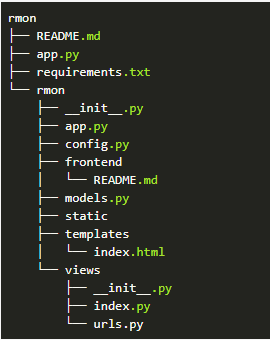 rmon
├── README.md
├── app.py
├── requirements.txt
└── rmon
    ├── __init__.py
    ├── app.py
    ├── config.py
    ├── frontend
    │   └── README.md
    ├── models.py
    ├── static
    ├── templates
    │   └── index.html
    └── views
        ├── __init__.py
        ├── index.py
        └── urls.py